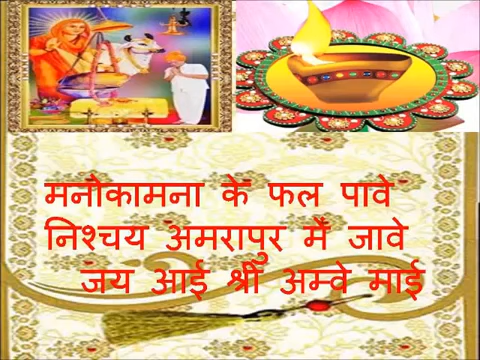 मनोकामना के फल पावे
निश्चय अमरापुर में जावे
जय आई श्री अम्वे माई